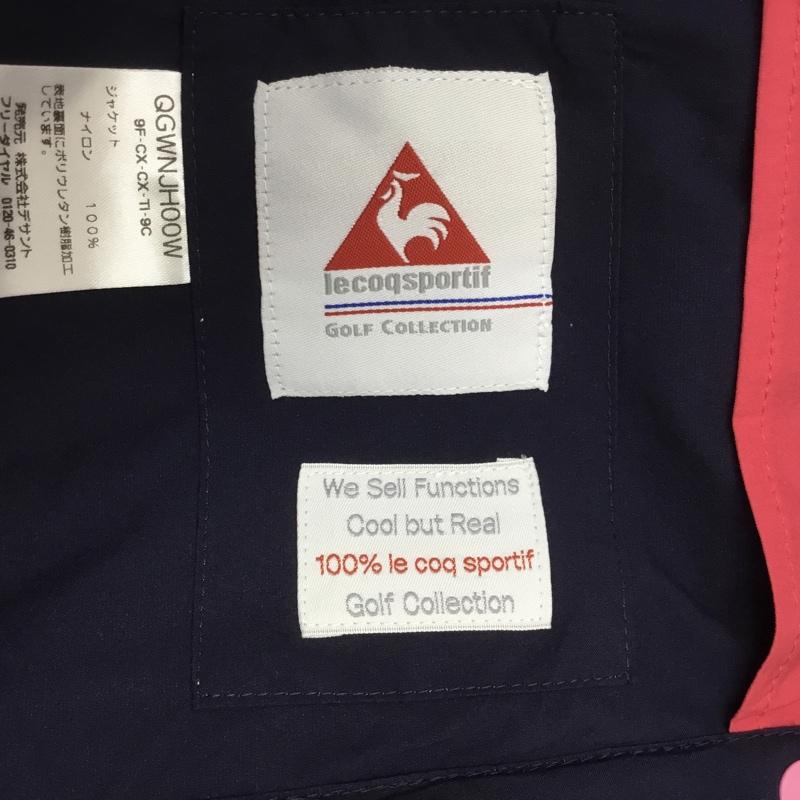 QGWNJH00W
9F-CX-CX-TI-9C
ジャケット
ナイロン 100%
表地裏面にポリウレタン樹脂加工
しています。
発売元 株式会社デサント
フリーダイヤル 0120-46-0310
lecoqsportif
GOLF COLLECTION
We Sell Functions
Cool but Real
100% le coq sportif
Golf Collection